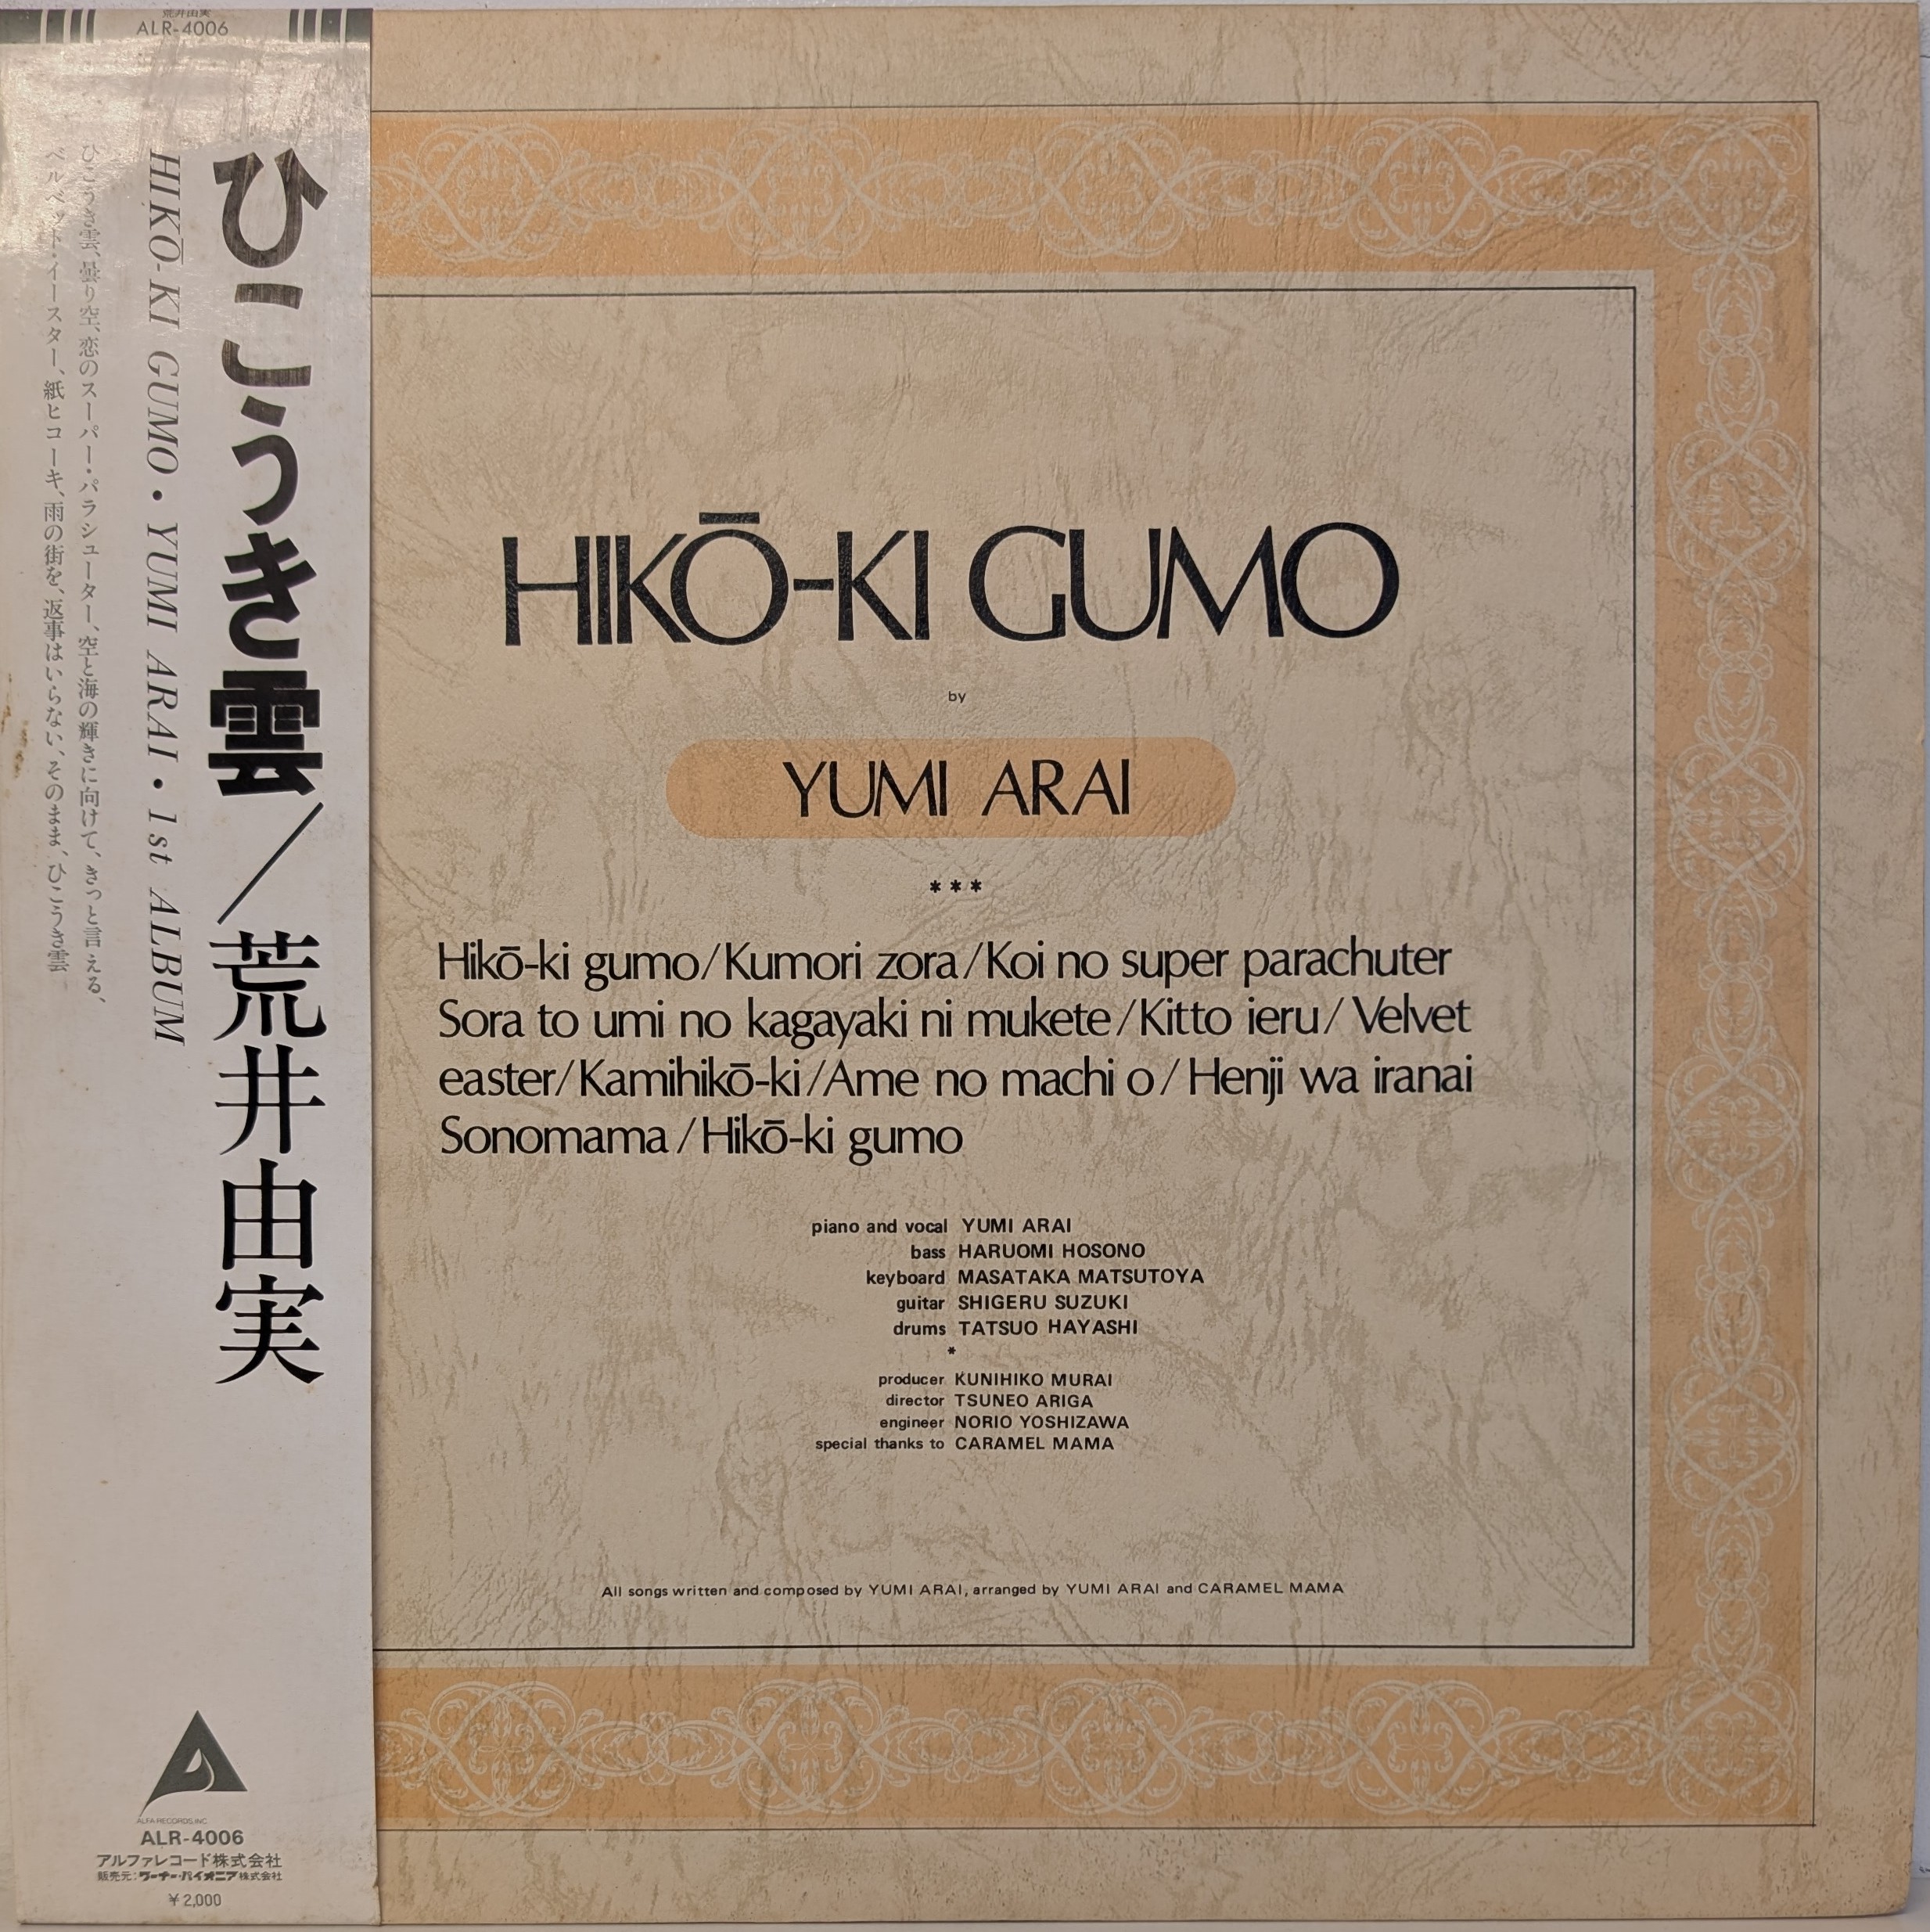 荒井由実
ALR-4006
ひこうき雲/荒井由実
HIKŌ-KI GUMO・YUMI ARAI・1st ALBUM
ひこうき雲、曇り空、恋のスーパー・パラシューター、空と海の輝きに向けて、きっと言える、
ベルベット・イースター、紙ヒコーキ、雨の街を、返事はいらない、そのまま、ひこうき雲
ALFA RECORDS, INC
ALR-4006
アルファレコード株式会社
販売元:ワーナー・パイオニア株式会社
¥2,000
HIKŌ-KI GUMO
by
YUMI ARAI
***
Hikō-ki gumo/Kumori zora/Koi no super parachuter
Sora to umi no kagayaki ni mukete/Kitto ieru/Velvet
easter/Kamihikō-ki/Ame no machi o/Henji wa iranai
Sonomama/Hikō-ki gumo
piano and vocal YUMI ARAI
bass HARUOMI HOSONO
keyboard MASATAKA MATSUTOYA
guitar SHIGERU SUZUKI
drums TATSUO HAYASHI
*
producer KUNIHIKO MURAI
director TSUNEO ARIGA
engineer NORIO YOSHIZAWA
special thanks to CARAMEL MAMA
All songs written and composed by YUMI ARAI, arranged by YUMI ARAI and CARAMEL MAMA